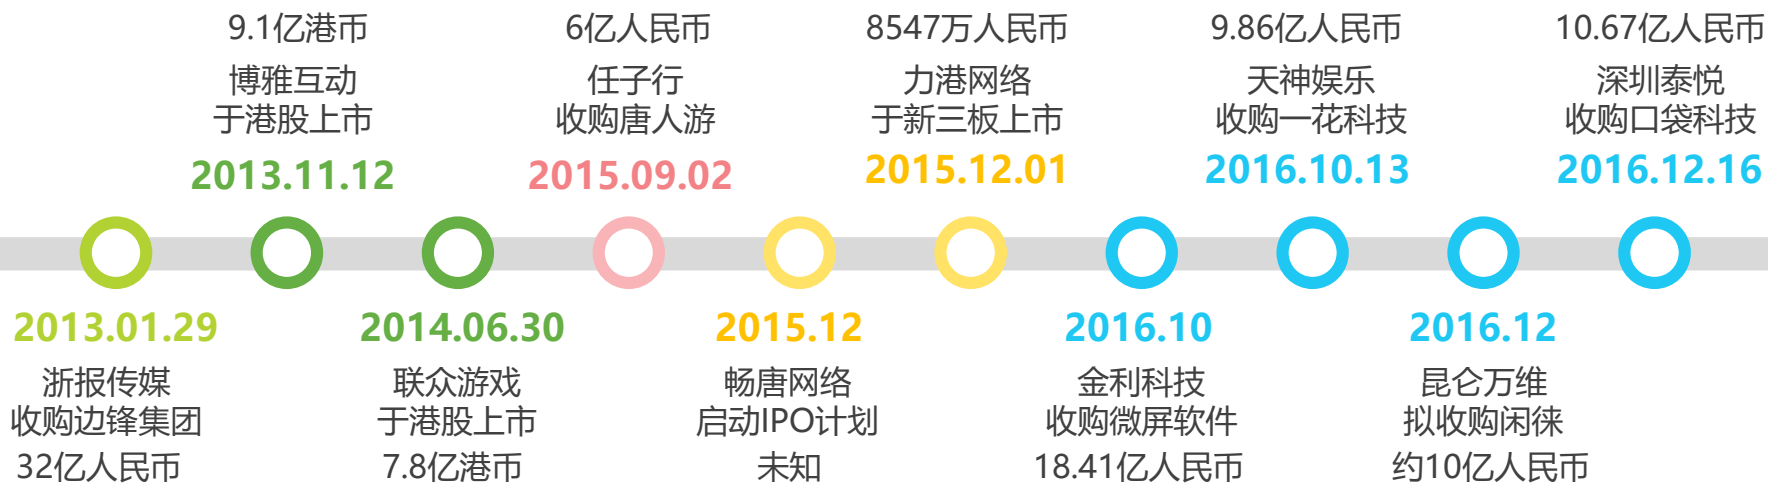 9.1亿港币
博雅互动
于港股上市
2013.11.12
6亿人民币
任子行
收购唐人游
2015.09.02
8547万人民币
力港网络
于新三板上市
2015.12.01
9.86亿人民币
天神娱乐
收购一花科技
2016.10.13
10.67亿人民币
深圳泰悦
收购口袋科技
2016.12.16
2013.01.29
浙报传媒
收购边锋集团
32亿人民币
2014.06.30
联众游戏
于港股上市
7.8亿港币
2015.12
畅唐网络
启动IPO计划
未知
2016.10
金利科技
收购微屏软件
18.41亿人民币
2016.12
昆仑万维
拟收购闲徕
约10亿人民币